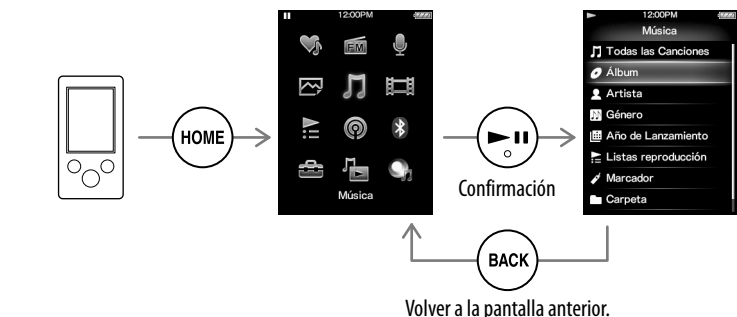 12:00PM
FM
Música
HOME
Confirmación
12:00PM
Música
Todas las Canciones
Álbum
Artista
Género
Año de Lanzamiento
Listas reproducción
Marcador
Carpeta
BACK
Volver a la pantalla anterior.